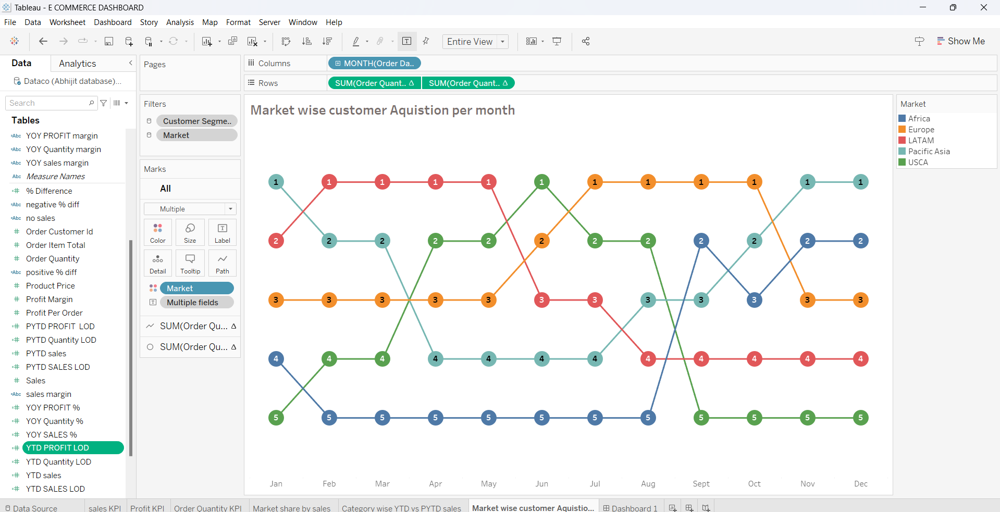 Tableau - E COMMERCE DASHBOARD
File Data Worksheet Dashboard Story Analysis Map Format Server Window Help
Entire View
Show Me
Data Analytics
Dataco (Abhijit database)...
Search
Tables
YOY PROFIT margin
YOY Quantity margin
YOY sales margin
Measure Names
% Difference
negative % diff
no sales
Order Customer Id
Order Item Total
Order Quantity
positive % diff
Product Price
Profit Margin
Profit Per Order
PYTD PROFIT LOD
PYTD Quantity LOD
PYTD sales
PYTD SALES LOD
Sales
sales margin
YOY PROFIT %
YOY Quantity %
YOY SALES %
YTD PROFIT LOD
YTD Quantity LOD
YTD sales
YTD SALES LOD
Pages
Filters
Customer Segme..
Market
Marks
All
Multiple
Color Size Label
Detail Tooltip Path
Market
Multiple fields
SUM(Order Qu... Δ
SUM(Order Qu... Δ
Columns MONTH(Order Da..
Rows SUM(Order Quant.. Δ SUM(Order Quant.. Δ
Market wise customer Aquistion per month
1 1 1 1 1 1 1 1 1 1 1 1
2 2 2 2 2 2 2 2 2 2 2 2
3 3 3 3 3 3 3 3 3 3 3 3
4 4 4 4 4 4 4 4 4 4 4 4
5 5 5 5 5 5 5 5 5 5 5 5
Jan Feb Mar Apr May Jun Jul Aug Sept Oct Nov Dec
Market
Africa
Europe
LATAM
Pacific Asia
USCA
Data Source sales KPI Profit KPI Order Quantity KPI Market share by sales Category wise YTD vs PYTD sales Market wise customer Aquistio... Dashboard 1